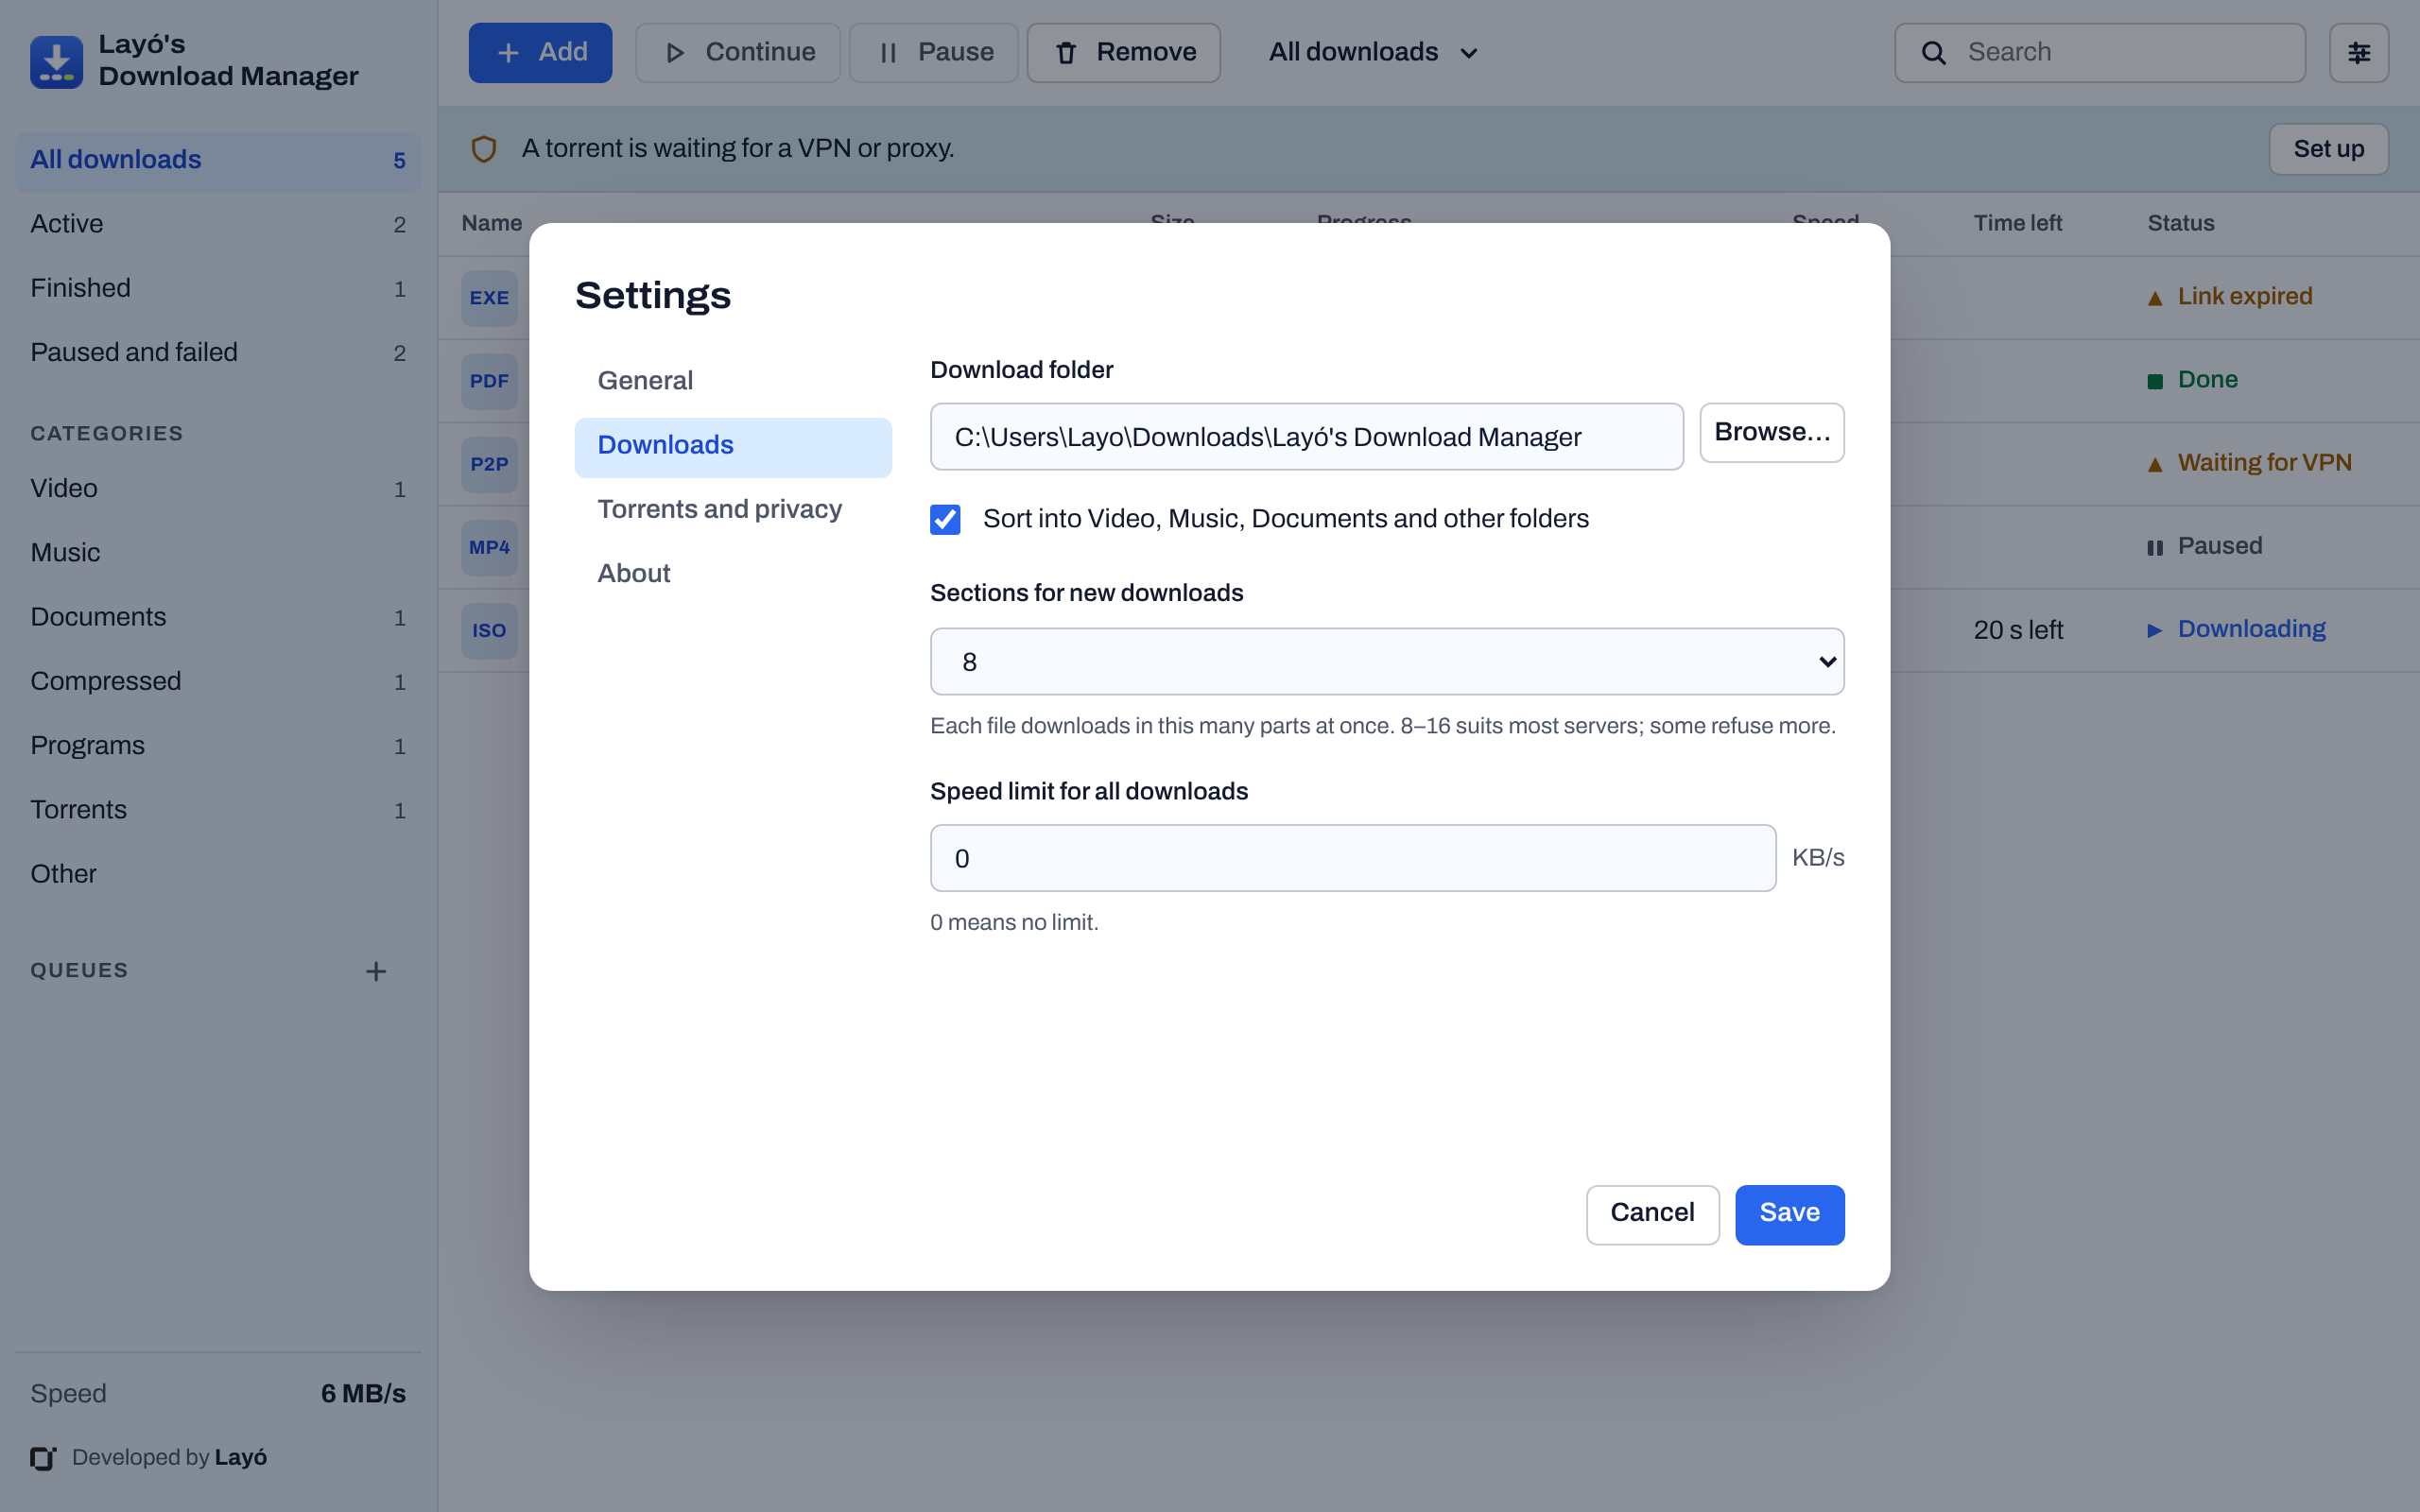 Layó's
Download Manager
Add
Continue
Pause
Remove
All downloads
Search
All downloads 5
Active 2
Finished 1
Paused and failed 2
CATEGORIES
Video 1
Music
Documents 1
Compressed 1
Programs 1
Torrents 1
Other
QUEUES
Speed 6 MB/s
Developed by Layó
A torrent is waiting for a VPN or proxy.
Set up
Name Size Progress Speed Time left Status
EXE Link expired
PDF Done
P2P Waiting for VPN
MP4 Paused
ISO 20 s left Downloading
Settings
General
Downloads
Torrents and privacy
About
Download folder
C:\Users\Layo\Downloads\Layó's Download Manager
Browse...
Sort into Video, Music, Documents and other folders
Sections for new downloads
8
Each file downloads in this many parts at once. 8–16 suits most servers; some refuse more.
Speed limit for all downloads
0 KB/s
0 means no limit.
Cancel
Save